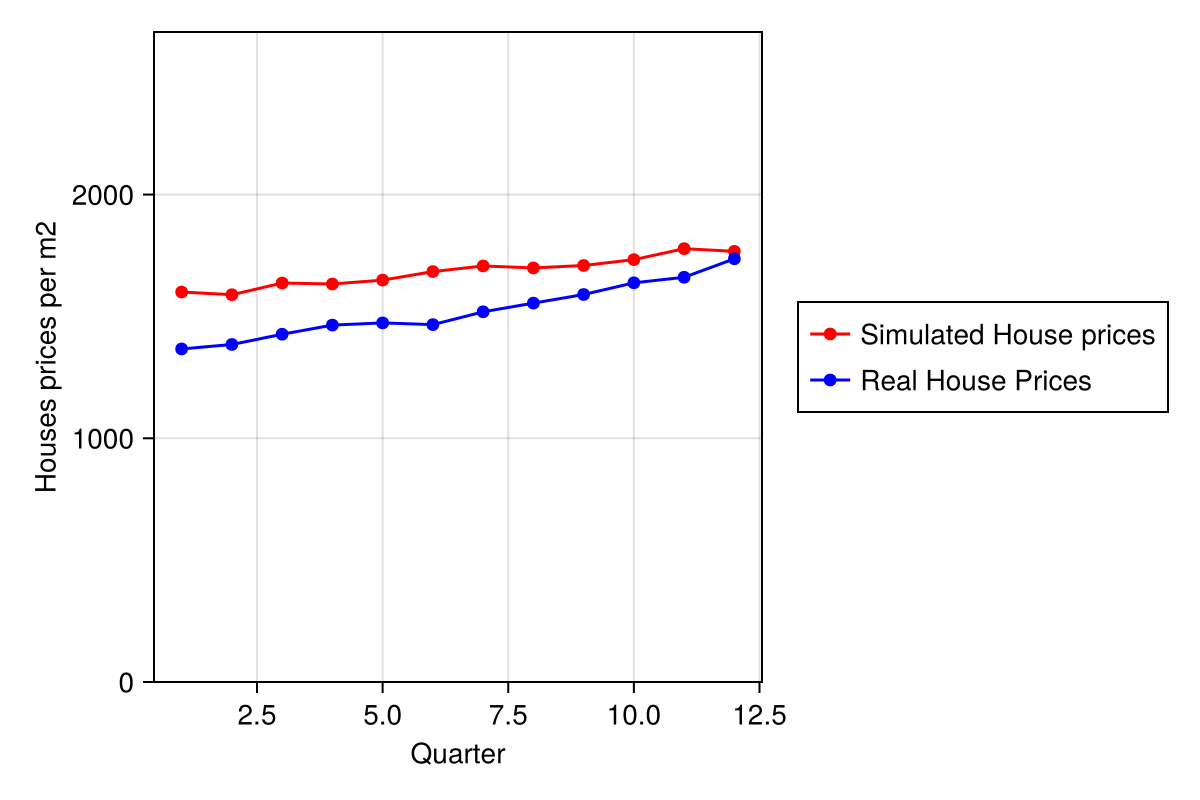 Houses prices per m2
2000
1000
0
2.5 5.0 7.5 10.0 12.5
Quarter
Simulated House prices
Real House Prices